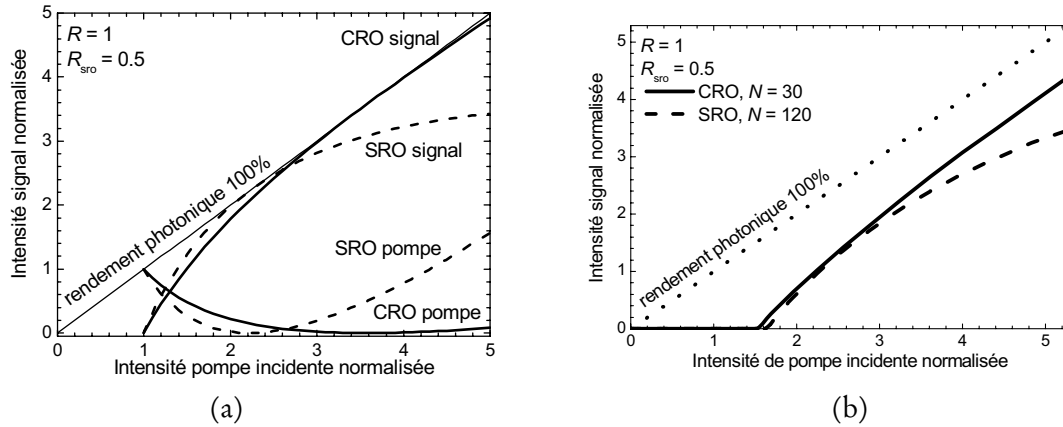 R = 1
R_sro = 0.5
CRO signal
SRO signal
rendement photonique 100%
SRO pompe
CRO pompe
Intensité signal normalisée
5
4
3
2
1
0
0 1 2 3 4 5
Intensité pompe incidente normalisée
(a)
R = 1
R_sro = 0.5
CRO, N = 30
SRO, N = 120
rendement photonique 100%
Intensité signal normalisée
5
4
3
2
1
0
0 1 2 3 4 5
Intensité de pompe incidente normalisée
(b)